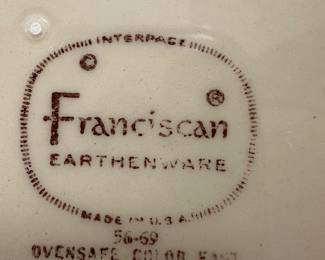 INTERPACE
©
®
Franciscan
EARTHENWARE
MADE IN U.S.A.
56-69
OVENSAFE COLOR FAST